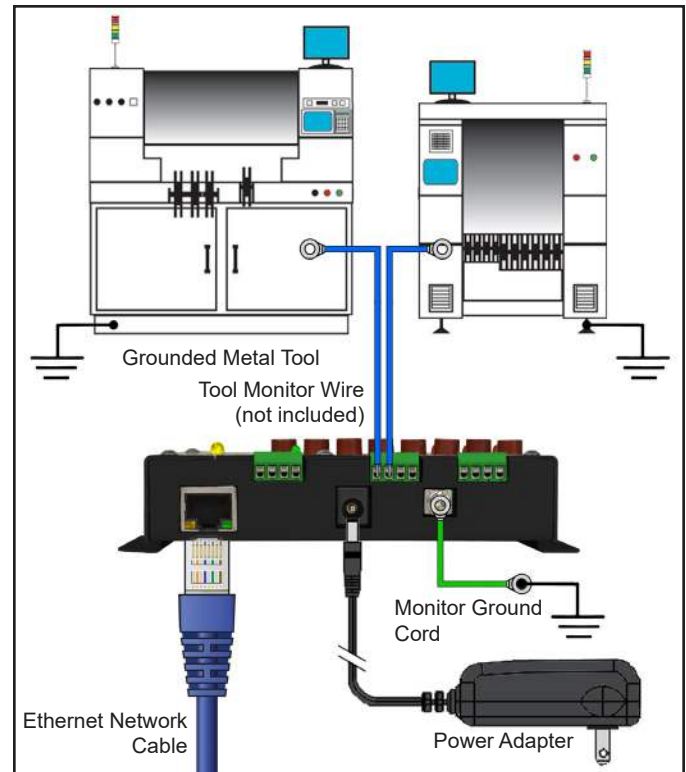 Grounded Metal Tool
Tool Monitor Wire
(not included)
Monitor Ground
Cord
Ethernet Network
Cable
Power Adapter